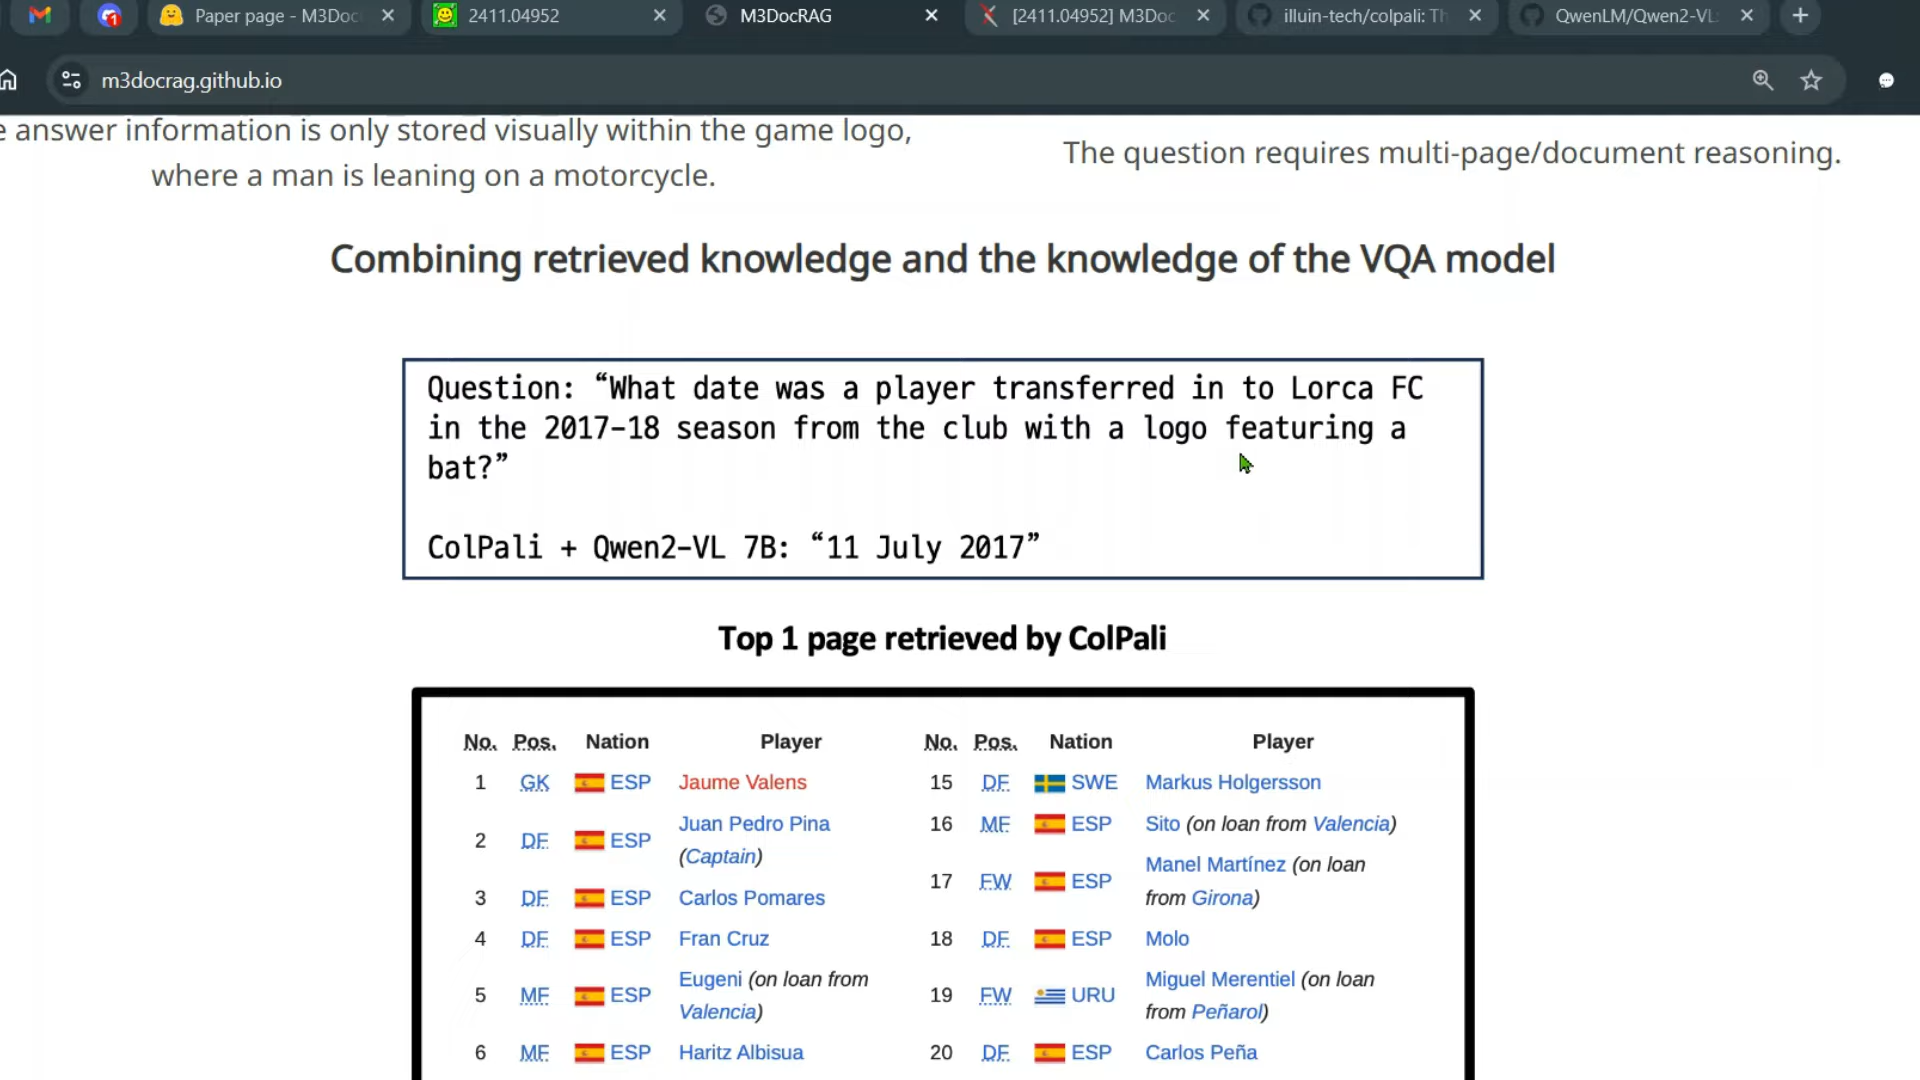 Paper page - M3Doc
2411.04952
M3DocRAG
[2411.04952] M3Doc
illuin-tech/colpali: Th
QwenLM/Qwen2-VL:
m3docrag.github.io
e answer information is only stored visually within the game logo,
where a man is leaning on a motorcycle.
The question requires multi-page/document reasoning.
Combining retrieved knowledge and the knowledge of the VQA model
Question: “What date was a player transferred in to Lorca FC
in the 2017-18 season from the club with a logo featuring a
bat?”
ColPali + Qwen2-VL 7B: “11 July 2017”
Top 1 page retrieved by ColPali
No. Pos. Nation Player No. Pos. Nation Player
1 GK ESP Jaume Valens 15 DF SWE Markus Holgersson
2 DF ESP Juan Pedro Pina 16 MF ESP Sito (on loan from Valencia)
(Captain) 17 FW ESP Manel Martínez (on loan
3 DF ESP Carlos Pomares from Girona)
4 DF ESP Fran Cruz 18 DF ESP Molo
5 MF ESP Eugeni (on loan from 19 FW URU Miguel Merentiel (on loan
Valencia) from Peñarol)
6 MF ESP Haritz Albisua 20 DF ESP Carlos Peña